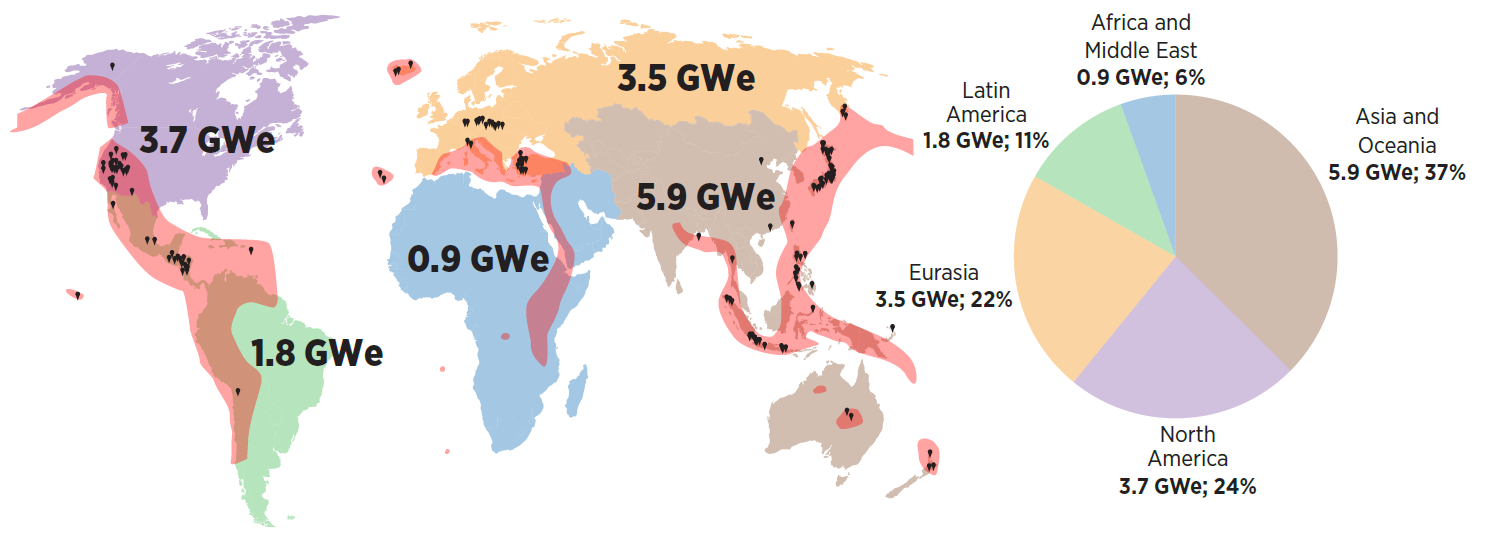 3.7 GWe
1.8 GWe
3.5 GWe
0.9 GWe
5.9 GWe
Africa and
Middle East
0.9 GWe; 6%
Latin
America
1.8 GWe; 11%
Asia and
Oceania
5.9 GWe; 37%
Eurasia
3.5 GWe; 22%
North
America
3.7 GWe; 24%